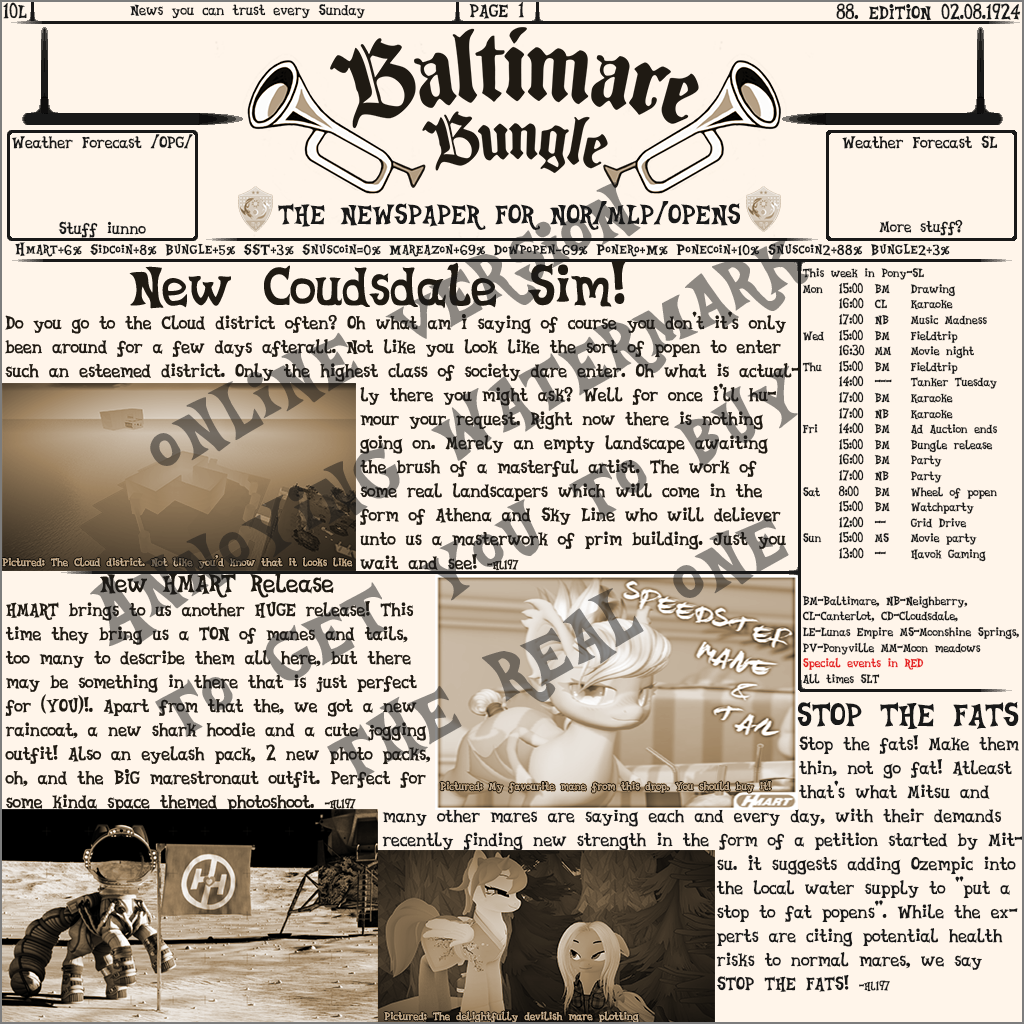 10L
News you can trust every Sunday
PAGE 1
88. EDITION 02.08.1924
Baltimare
Bungle
THE NEWSPAPER FOR NOR/MLP/OPENS
Weather Forecast /OPG/
Stuff iunno
Weather Forecast SL
More stuff?
HMART+6% SIDCOIN+8% BUNGLE+5% SST+3% SNUSCOIN=0% MAREAZON+69% DOWPOPEN-69% PONERO+M% PONECOIN+10% SNUSCOIN2+88% BUNGLE2+3%
New Coudsdale Sim!
Do you go to the Cloud district often? Oh what am i saying of course you don't it's only
been around for a few days afterall. Not like you look like the sort of popen to enter
such an esteemed district. Only the highest class of society dare enter. Oh what is actual-
ly there you might ask? Well for once i'll hu-
mour your request. Right now there is nothing
going on. Merely an empty landscape awaiting
the brush of a masterful artist. The work of
some real landscapers which will come in the
form of Athena and Sky Line who will deliever
unto us a masterwork of prim building. Just you
wait and see! -HL197
Pictured: The Cloud district. Not like you'd know that it looks like
New HMART Release
HMART brings to us another HUGE release! This
time they bring us a TON of manes and tails,
too many to describe them all here, but there
may be something in there that is just perfect
for (YOU)!. Apart from that the, we got a new
raincoat, a new shark hoodie and a cute jogging
outfit! Also an eyelash pack, 2 new photo packs,
oh, and the BIG marestronaut outfit. Perfect for
some kinda space themed photoshoot. -HL197
SPEEDSTER
MANE
&
TAIL
Pictured: My favourite mane from this drop. You should buy it!
HMART
This week in Pony-SL
Mon 15:00 BM Drawing
16:00 CL Karaoke
17:00 NB Music Madness
Wed 15:00 BM Fieldtrip
16:30 MM Movie night
Thu 15:00 BM Fieldtrip
14:00 --- Tanker Tuesday
17:00 BM Karaoke
17:00 NB Karaoke
Fri 14:00 BM Ad Auction ends
15:00 BM Bungle release
16:00 BM Party
17:00 NB Party
Sat 8:00 BM Wheel of popen
15:00 BM Watchparty
12:00 --- Grid Drive
Sun 15:00 MS Movie party
13:00 --- Havok Gaming
BM-Baltimare, NB-Neighberry,
CL-Canterlot, CD-Cloudsdale,
LE-Lunas Empire MS-Moonshine Springs,
PV-Ponyville MM-Moon meadows
Special events in RED
All times SLT
STOP THE FATS
Stop the fats! Make them
thin, not go fat! Atleast
that's what Mitsu and
many other mares are saying each and every day, with their demands
recently finding new strength in the form of a petition started by Mit-
su. it suggests adding Ozempic into
the local water supply to "put a
stop to fat popens". While the ex-
perts are citing potential health
risks to normal mares, we say
STOP THE FATS! -HL197
Pictured: The delightfully devilish mare plotting
ONLINE VERSION
ANNOYING WATERMARK
TO GET YOU TO BUY
THE REAL ONE